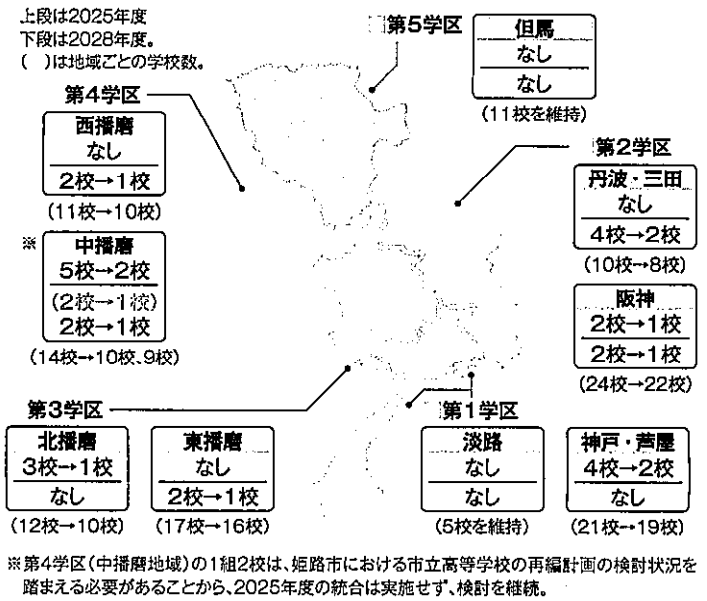 上段は2025年度
下段は2028年度。
(　)は地域ごとの学校数。
第5学区
但馬
なし
なし
(11校を維持)
第4学区
西播磨
なし
2校→1校
(11校→10校)
※
中播磨
5校→2校
(2校→1校)
2校→1校
(14校→10校、9校)
第2学区
丹波・三田
なし
4校→2校
(10校→8校)
阪神
2校→1校
2校→1校
(24校→22校)
第3学区
北播磨
3校→1校
なし
(12校→10校)
東播磨
なし
2校→1校
(17校→16校)
第1学区
淡路
なし
なし
(5校を維持)
神戸・芦屋
4校→2校
なし
(21校→19校)
※第4学区(中播磨地域)の1組2校は、姫路市における市立高等学校の再編計画の検討状況を
踏まえる必要があることから、2025年度の統合は実施せず、検討を継続。